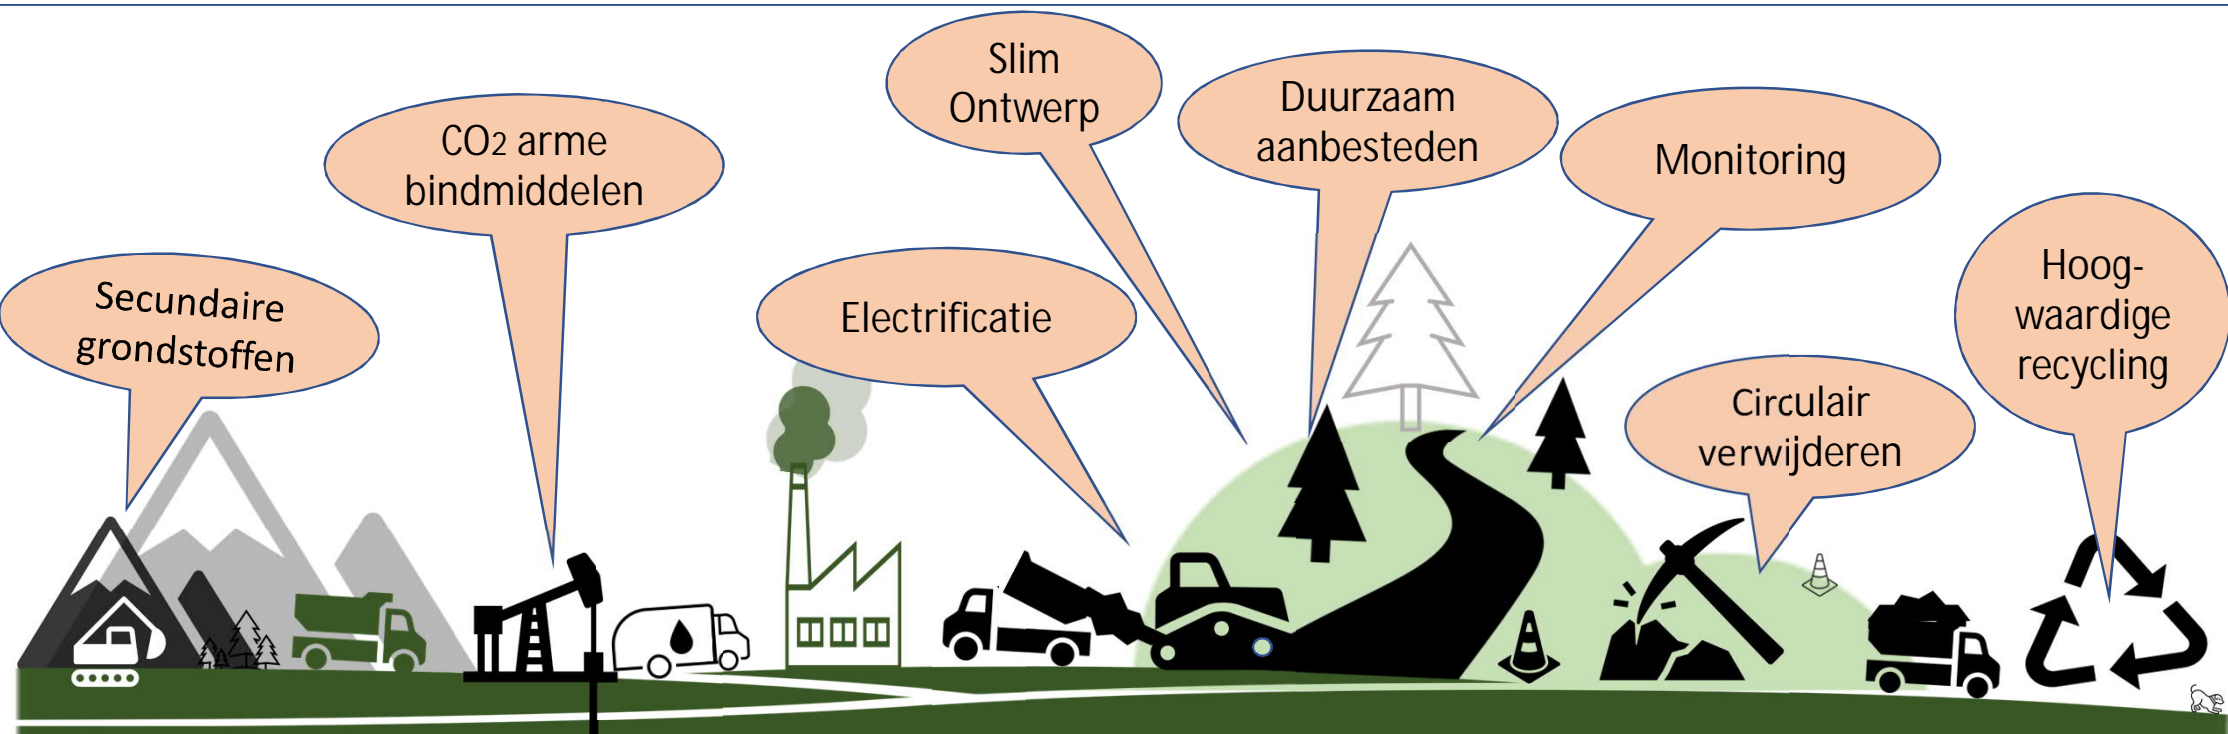 Secundaire
grondstoffen
CO2 arme
bindmiddelen
Electrificatie
Slim
Ontwerp
Duurzaam
aanbesteden
Monitoring
Circulair
verwijderen
Hoog-
waardige
recycling